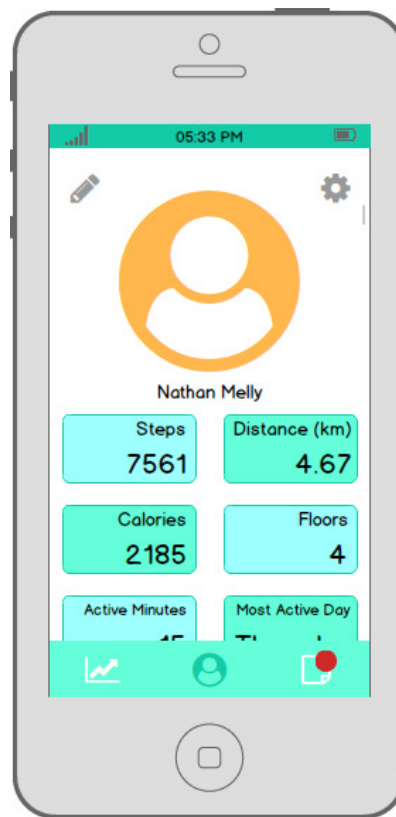 05:33 PM
Nathan Melly
Steps
7561
Distance (km)
4.67
Calories
2185
Floors
4
Active Minutes
Most Active Day